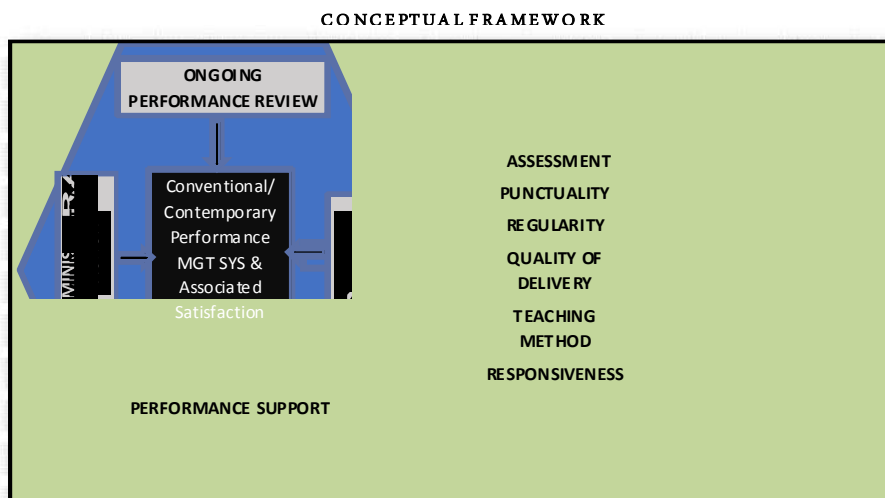 CONCEPTUAL FRAMEWORK
ONGOING
PERFORMANCE REVIEW
Conventional/
Contemporary
Performance
MGT SYS &
Associated
Satisfaction
PERFORMANCE SUPPORT
ASSESSMENT
PUNCTUALITY
REGULARITY
QUALITY OF
DELIVERY
TEACHING
METHOD
RESPONSIVENESS